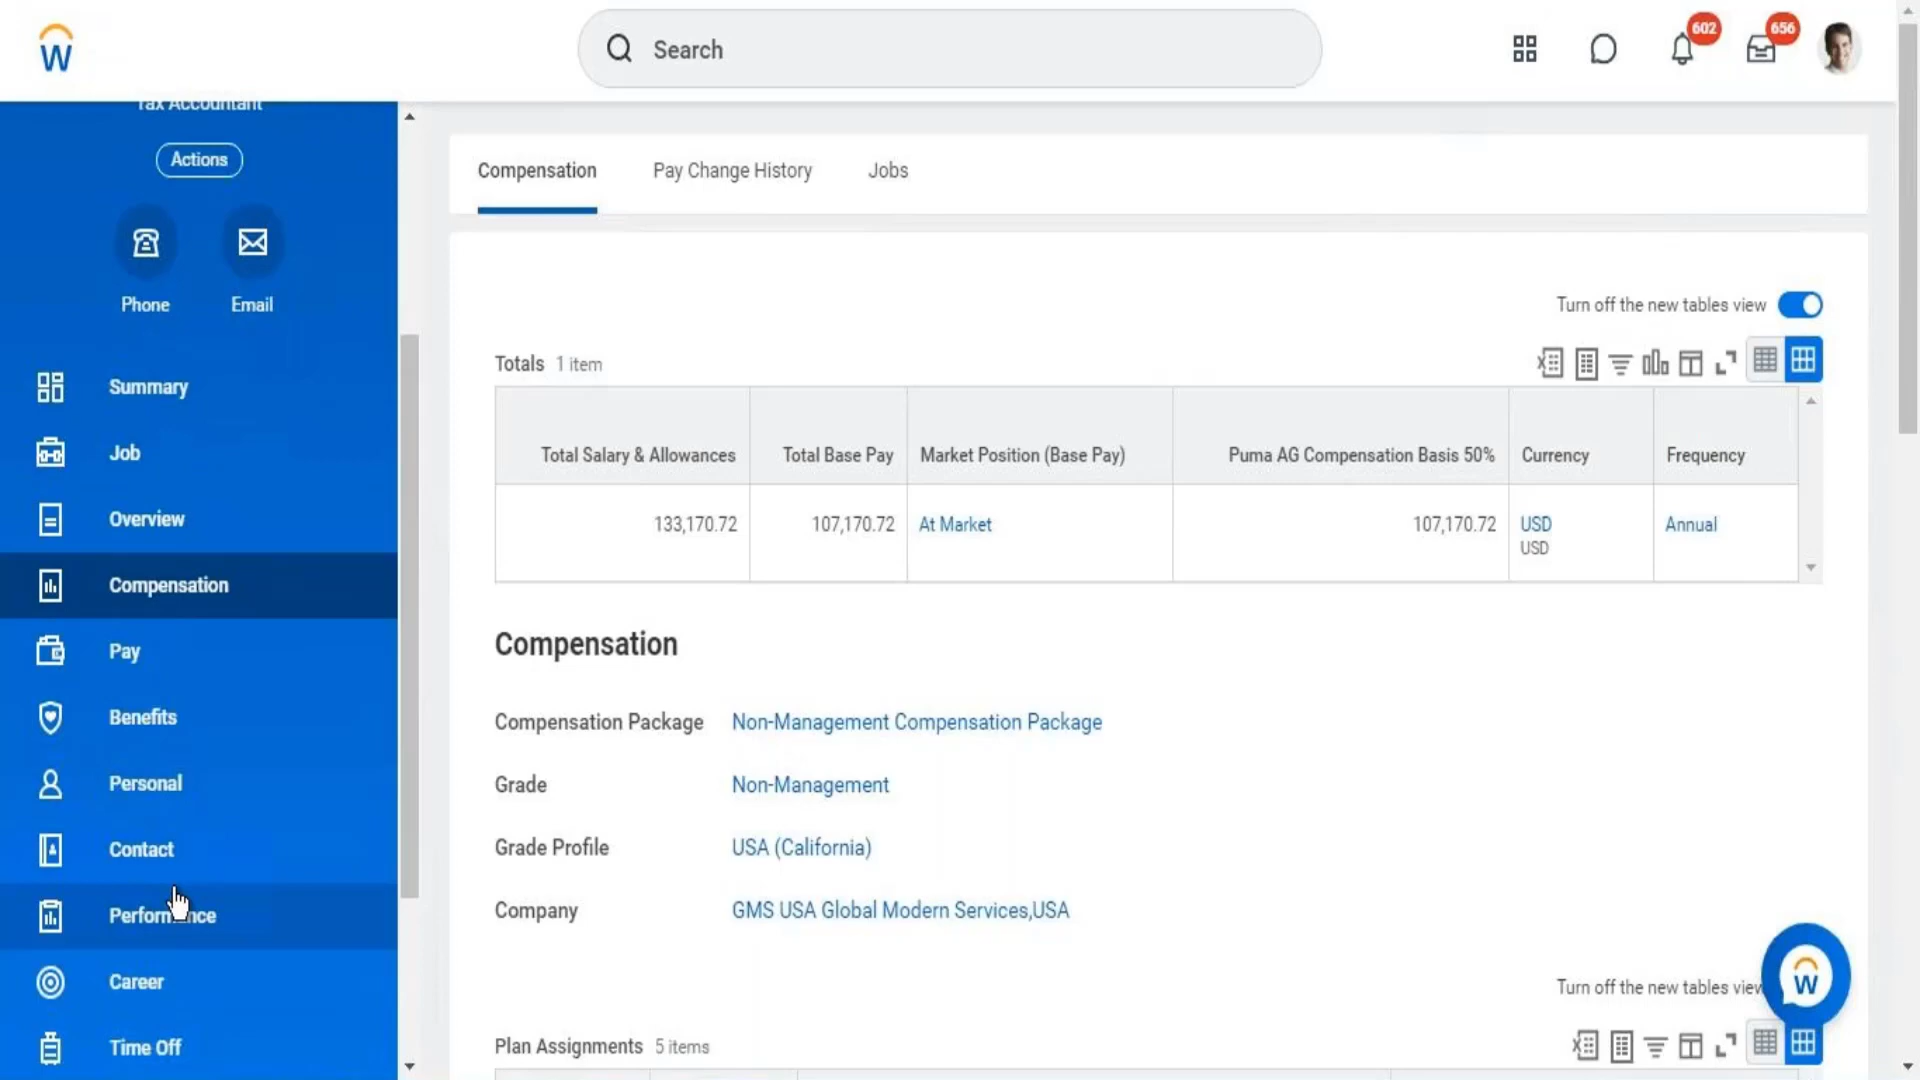 W
Search
602
656
Tax Accountant
Actions
Phone
Email
Summary
Job
Overview
Compensation
Pay
Benefits
Personal
Contact
Performance
Career
Time Off
Compensation
Pay Change History
Jobs
Turn off the new tables view
Totals 1 item
Total Salary & Allowances
Total Base Pay
Market Position (Base Pay)
Puma AG Compensation Basis 50%
Currency
Frequency
133,170.72
107,170.72
At Market
107,170.72
USD
USD
Annual
Compensation
Compensation Package
Non-Management Compensation Package
Grade
Non-Management
Grade Profile
USA (California)
Company
GMS USA Global Modern Services,USA
Turn off the new tables view
W
Plan Assignments 5 items